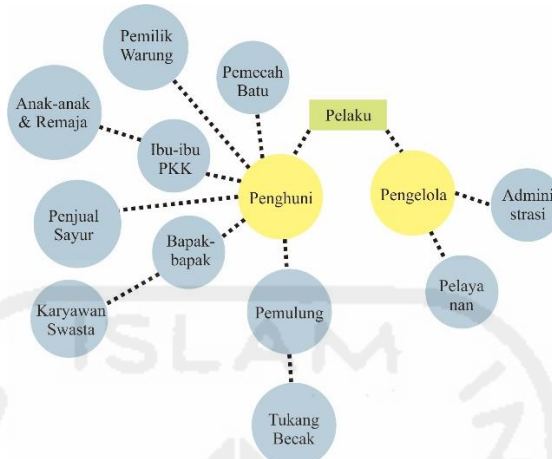 Pemilik
Warung
Pemecah
Batu
Pelaku
Anak-anak
& Remaja
Ibu-ibu
PKK
Penghuni
Pengelola
Admini
strasi
Penjual
Sayur
Bapak-
bapak
Karyawan
Swasta
Pemulung
Pelaya
nan
Tukang
Becak
ISLAM